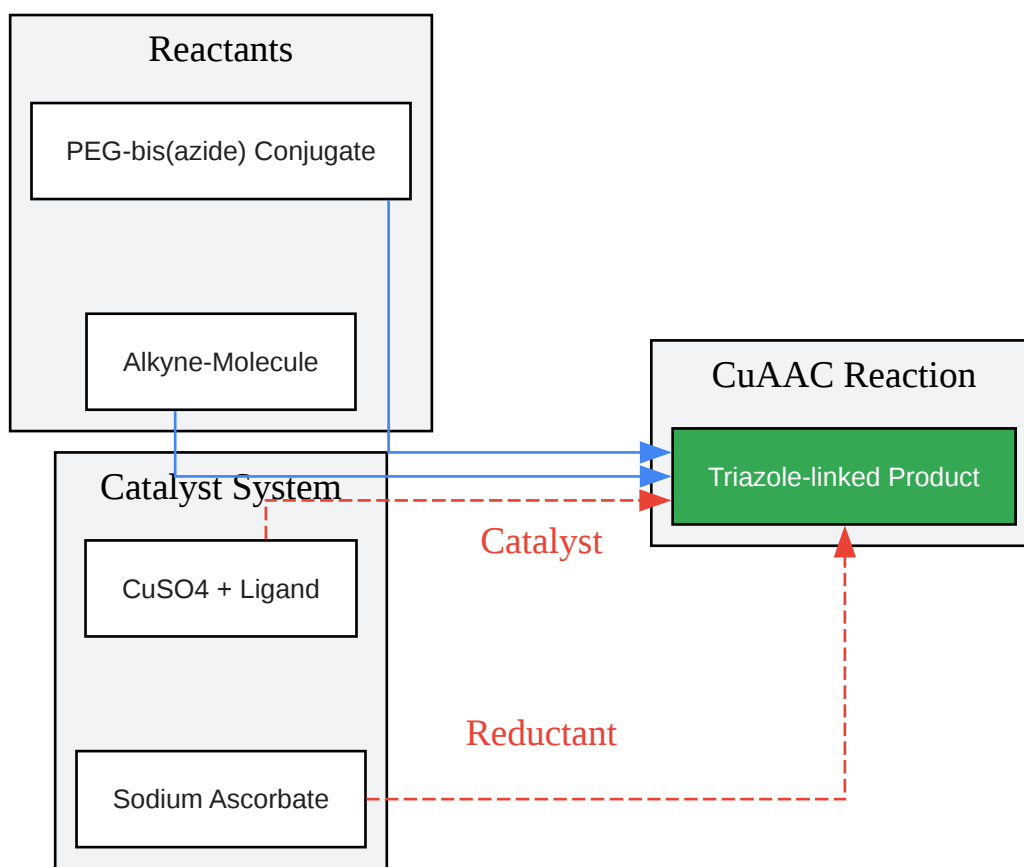 Reactants
PEG-bis(azide) Conjugate
Alkyne-Molecule
CuAAC Reaction
Triazole-linked Product
Catalyst System
Catalyst
CuSO4 + Ligand
Reductant
Sodium Ascorbate